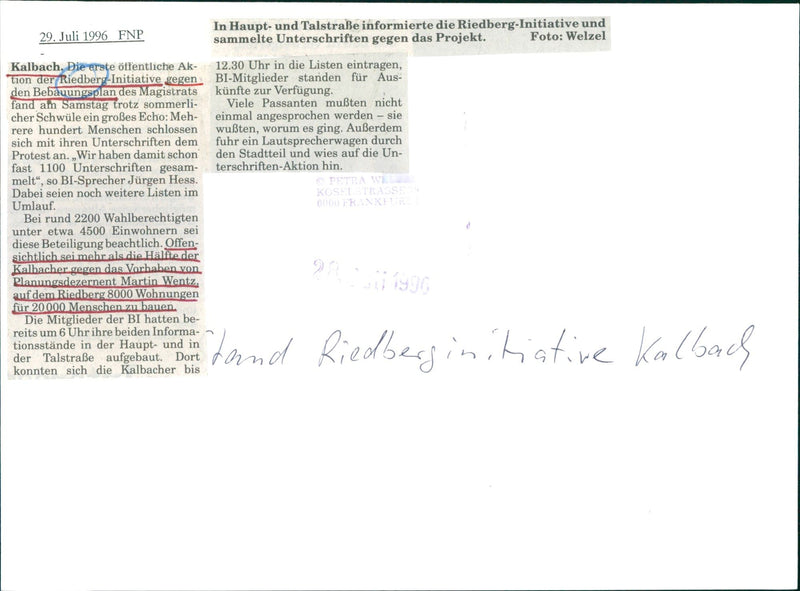 29. Juli 1996 FNP
In Haupt- und Talstraße informierte die Riedberg-Initiative und
sammelte Unterschriften gegen das Projekt. Foto: Welzel
Kalbach. Die erste öffentliche Ak-
tion der Riedberg-Initiative gegen
den Bebauungsplan des Magistrats
fand am Samstag trotz sommerli-
cher Schwüle ein großes Echo: Meh-
rere hundert Menschen schlossen
sich mit ihren Unterschriften dem
Protest an. „Wir haben damit schon
fast 1100 Unterschriften gesam-
melt“, so BI-Sprecher Jürgen Hess.
Dabei seien noch weitere Listen im
Umlauf.
Bei rund 2200 Wahlberechtigten
unter etwa 4500 Einwohnern sei
diese Beteiligung beachtlich. Offen-
sichtlich sei mehr als die Hälfte der
Kalbacher gegen das Vorhaben von
Planungsdezernent Martin Wentz,
auf dem Riedberg 8000 Wohnungen
für 20 000 Menschen zu bauen.
Die Mitglieder der BI hatten be-
reits um 6 Uhr ihre beiden Informa-
tionsstände in der Haupt- und in
der Talstraße aufgebaut. Dort
konnten sich die Kalbacher bis
12.30 Uhr in die Listen eintragen,
BI-Mitglieder standen für Aus-
künfte zur Verfügung.
Viele Passanten mußten nicht
einmal angesprochen werden – sie
wußten, worum es ging. Außerdem
fuhr ein Lautsprecherwagen durch
den Stadtteil und wies auf die Un-
terschriften-Aktion hin.
© PETRA
6000 FRANKFURT
1996
tand Riedberginitiative Kalbach